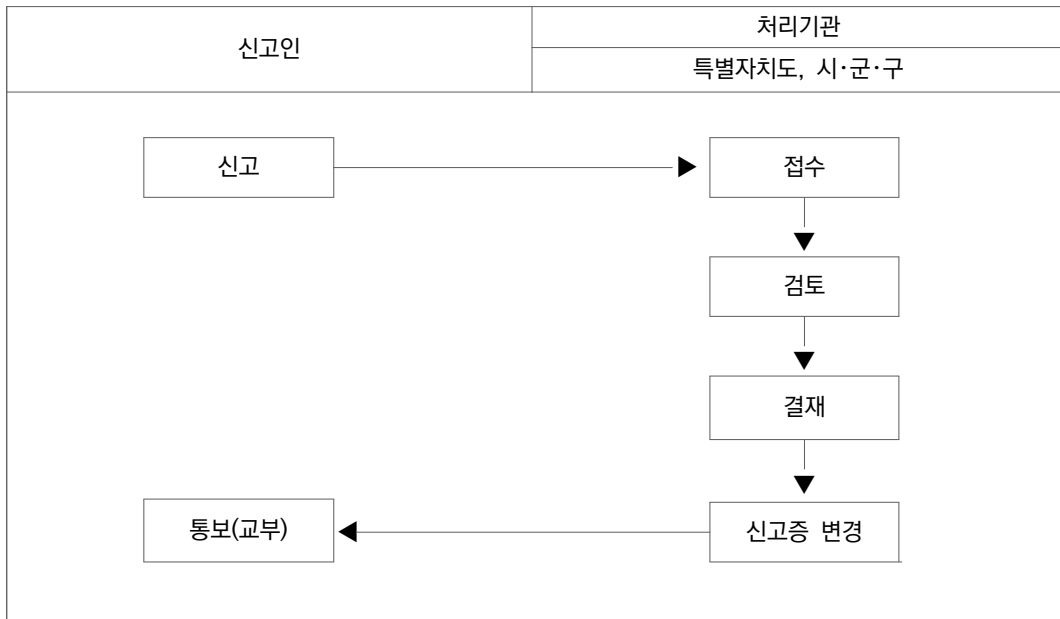 신고인
처리기관
특별자치도, 시·군·구
신고
접수
검토
결재
신고증 변경
통보(교부)